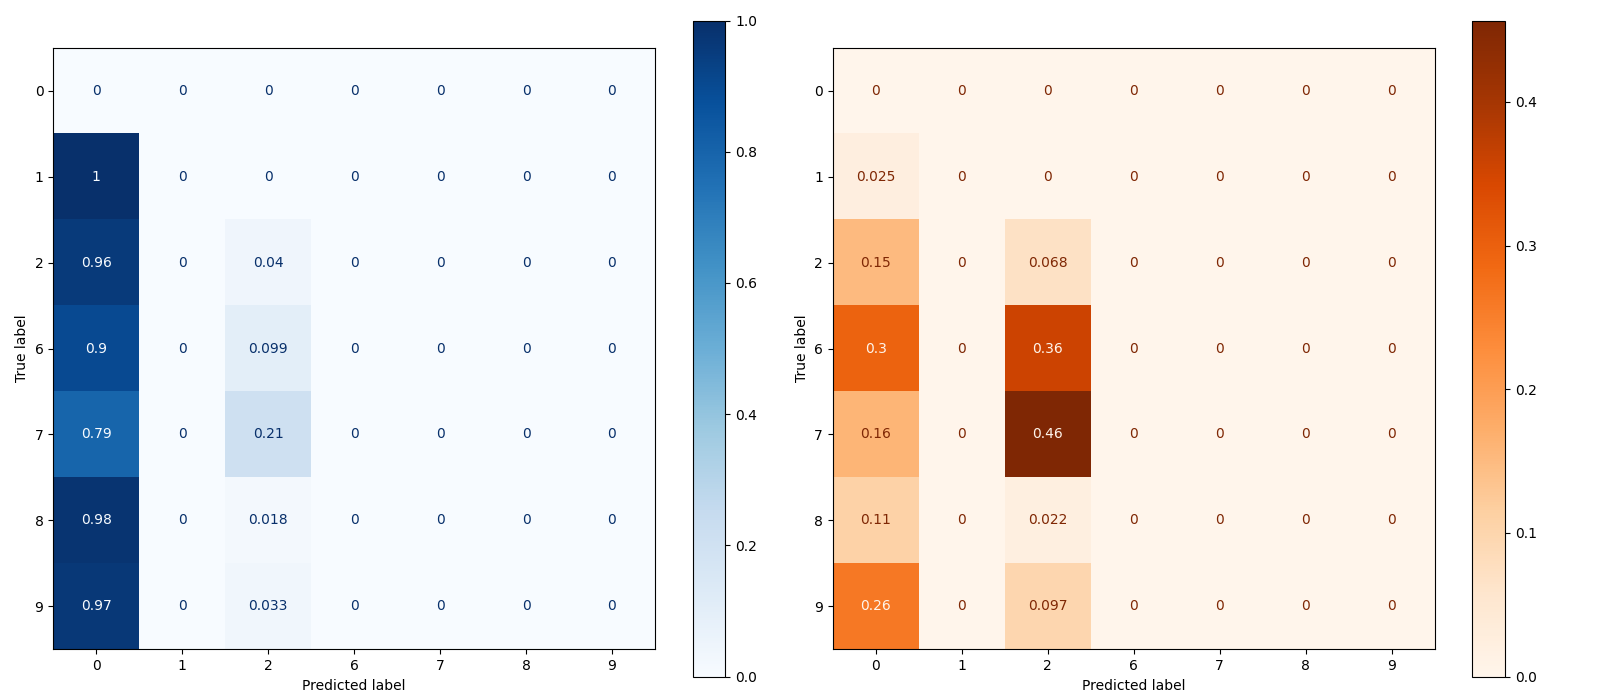 1.0
0 0 0 0 0 0 0 0
1 1 0 0 0 0 0 0
0.8
2 0.96 0 0.04 0 0 0 0
0.6
True label
6 0.9 0 0.099 0 0 0 0
0.4
7 0.79 0 0.21 0 0 0 0
8 0.98 0 0.018 0 0 0 0
0.2
9 0.97 0 0.033 0 0 0 0
0.0
0 1 2 6 7 8 9
Predicted label
0 0 0 0 0 0 0 0
0.4
1 0.025 0 0 0 0 0 0
0.3
2 0.15 0 0.068 0 0 0 0
True label
6 0.3 0 0.36 0 0 0 0
0.2
7 0.16 0 0.46 0 0 0 0
8 0.11 0 0.022 0 0 0 0
0.1
9 0.26 0 0.097 0 0 0 0
0.0
0 1 2 6 7 8 9
Predicted label